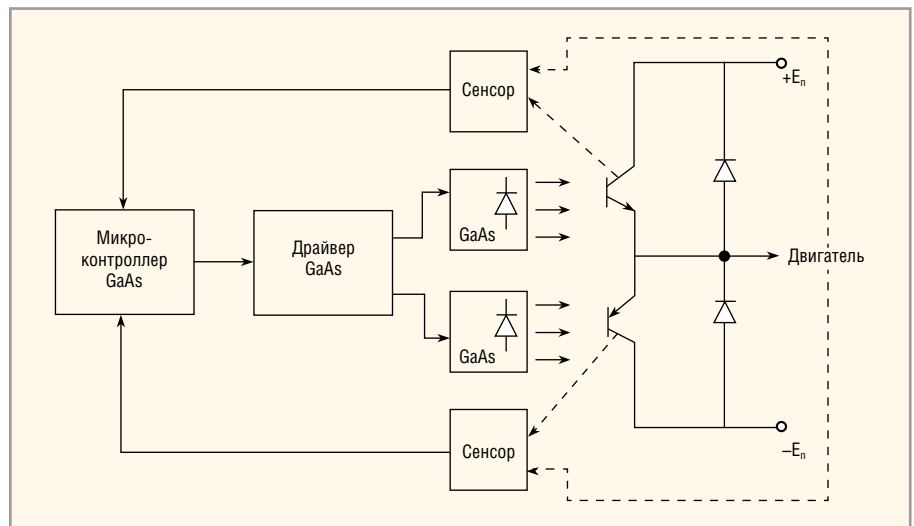 Сенсор
+Eп
GaAs
Микро-
контроллер
GaAs
Драйвер
GaAs
Двигатель
GaAs
Сенсор
–Eп